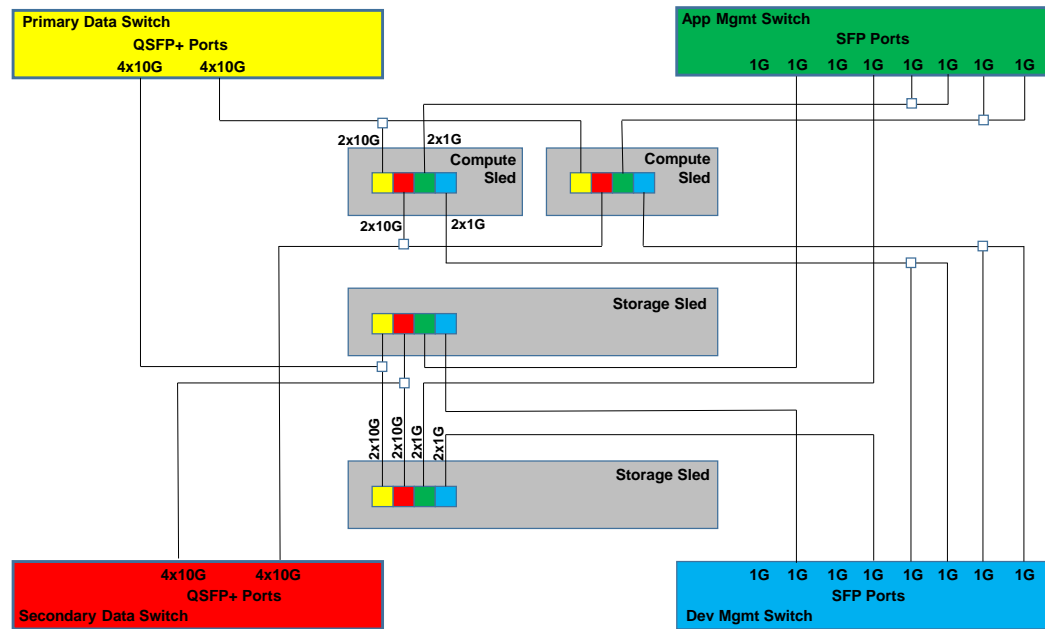 Primary Data Switch
QSFP+ Ports
4x10G 4x10G
App Mgmt Switch
SFP Ports
1G 1G 1G 1G 1G 1G 1G 1G
2x10G 2x1G
Compute
Sled
Compute
Sled
2x10G 2x1G
Storage Sled
2x10G
2x10G
2x1G
2x1G
Storage Sled
4x10G 4x10G
QSFP+ Ports
Secondary Data Switch
1G 1G 1G 1G 1G 1G 1G 1G
SFP Ports
Dev Mgmt Switch